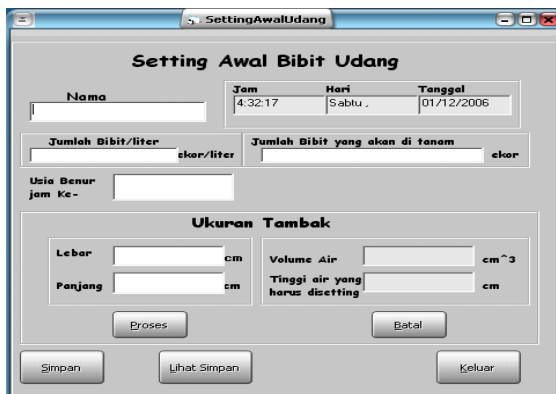 SettingAwalUdang
Setting Awal Bibit Udang
Nama
Jam Hari Tanggal
4:32:17 Sabtu , 01/12/2006
Jumlah Bibit/liter
ekor/liter
Jumlah Bibit yang akan di tanam
ekor
Usia Benur
jam Ke-
Ukuran Tambak
Lebar cm
Panjang cm
Volume Air cm^3
Tinggi air yang
harus disetting cm
Proses
Batal
Simpan
Lihat Simpan
Keluar